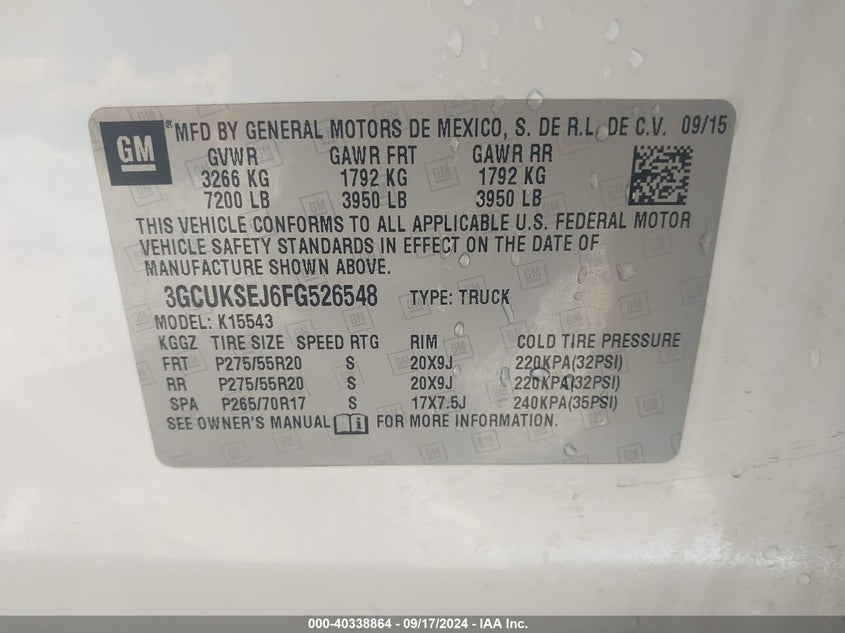 GM ® MFD BY GENERAL MOTORS DE MEXICO, S. DE R.L. DE C.V. 09/15
GVWR GAWR FRT GAWR RR
3266 KG 1792 KG 1792 KG
7200 LB 3950 LB 3950 LB
THIS VEHICLE CONFORMS TO ALL APPLICABLE U.S. FEDERAL MOTOR
VEHICLE SAFETY STANDARDS IN EFFECT ON THE DATE OF
MANUFACTURE SHOWN ABOVE.
3GCUKSEJ6FG526548 TYPE: TRUCK
MODEL: K15543
KGGZ TIRE SIZE SPEED RTG RIM COLD TIRE PRESSURE
FRT P275/55R20 S 20X9J 220KPA(32PSI)
RR P275/55R20 S 20X9J 220KPA(32PSI)
SPA P265/70R17 S 17X7.5J 240KPA(35PSI)
SEE OWNER'S MANUAL FOR MORE INFORMATION.
000-40338864 - 09/17/2024 - IAA Inc.